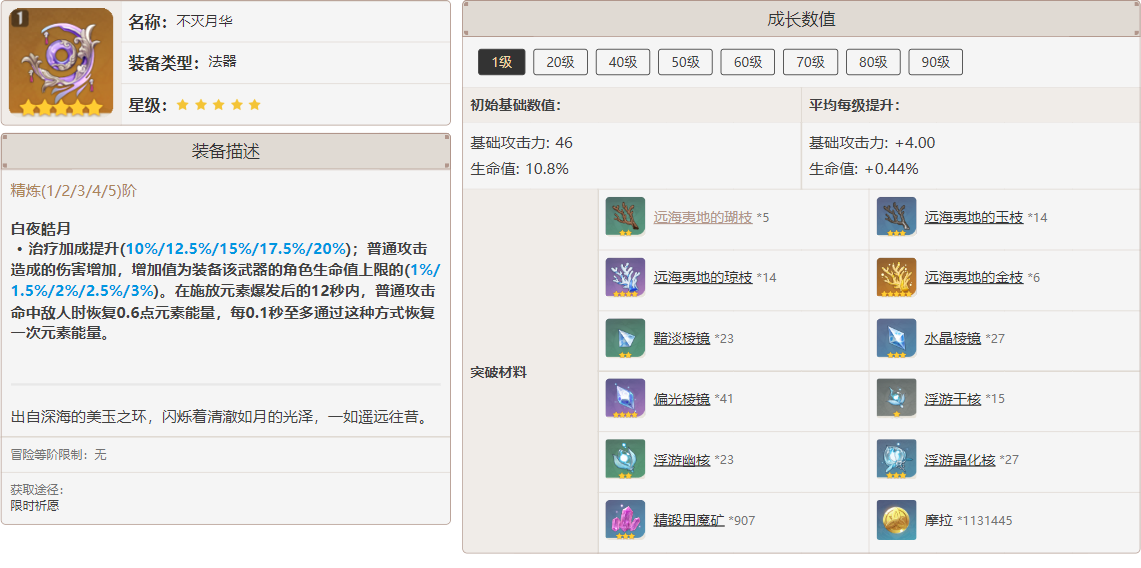 1
名称：不灭月华
装备类型：法器
星级：
装备描述
精炼(1/2/3/4/5)阶
白夜皓月
・治疗加成提升(10%/12.5%/15%/17.5%/20%)；普通攻击
造成的伤害增加，增加值为装备该武器的角色生命值上限的(1%/
1.5%/2%/2.5%/3%)。在施放元素爆发后的12秒内，普通攻击
命中敌人时恢复0.6点元素能量，每0.1秒至多通过这种方式恢复
一次元素能量。
出自深海的美玉之环，闪烁着清澈如月的光泽，一如遥远往昔。
冒险等阶限制：无
获取途径：
限时祈愿
成长数值
1级 20级 40级 50级 60级 70级 80级 90级
初始基础数值： 平均每级提升：
基础攻击力: 46 基础攻击力: +4.00
生命值: 10.8% 生命值: +0.44%
突破材料
远海夷地的瑚枝 *5 远海夷地的玉枝 *14
远海夷地的琼枝 *14 远海夷地的金枝 *6
黯淡棱镜 *23 水晶棱镜 *27
偏光棱镜 *41 浮游干核 *15
浮游幽核 *23 浮游晶化核 *27
精锻用魔矿 *907 摩拉 *1131445